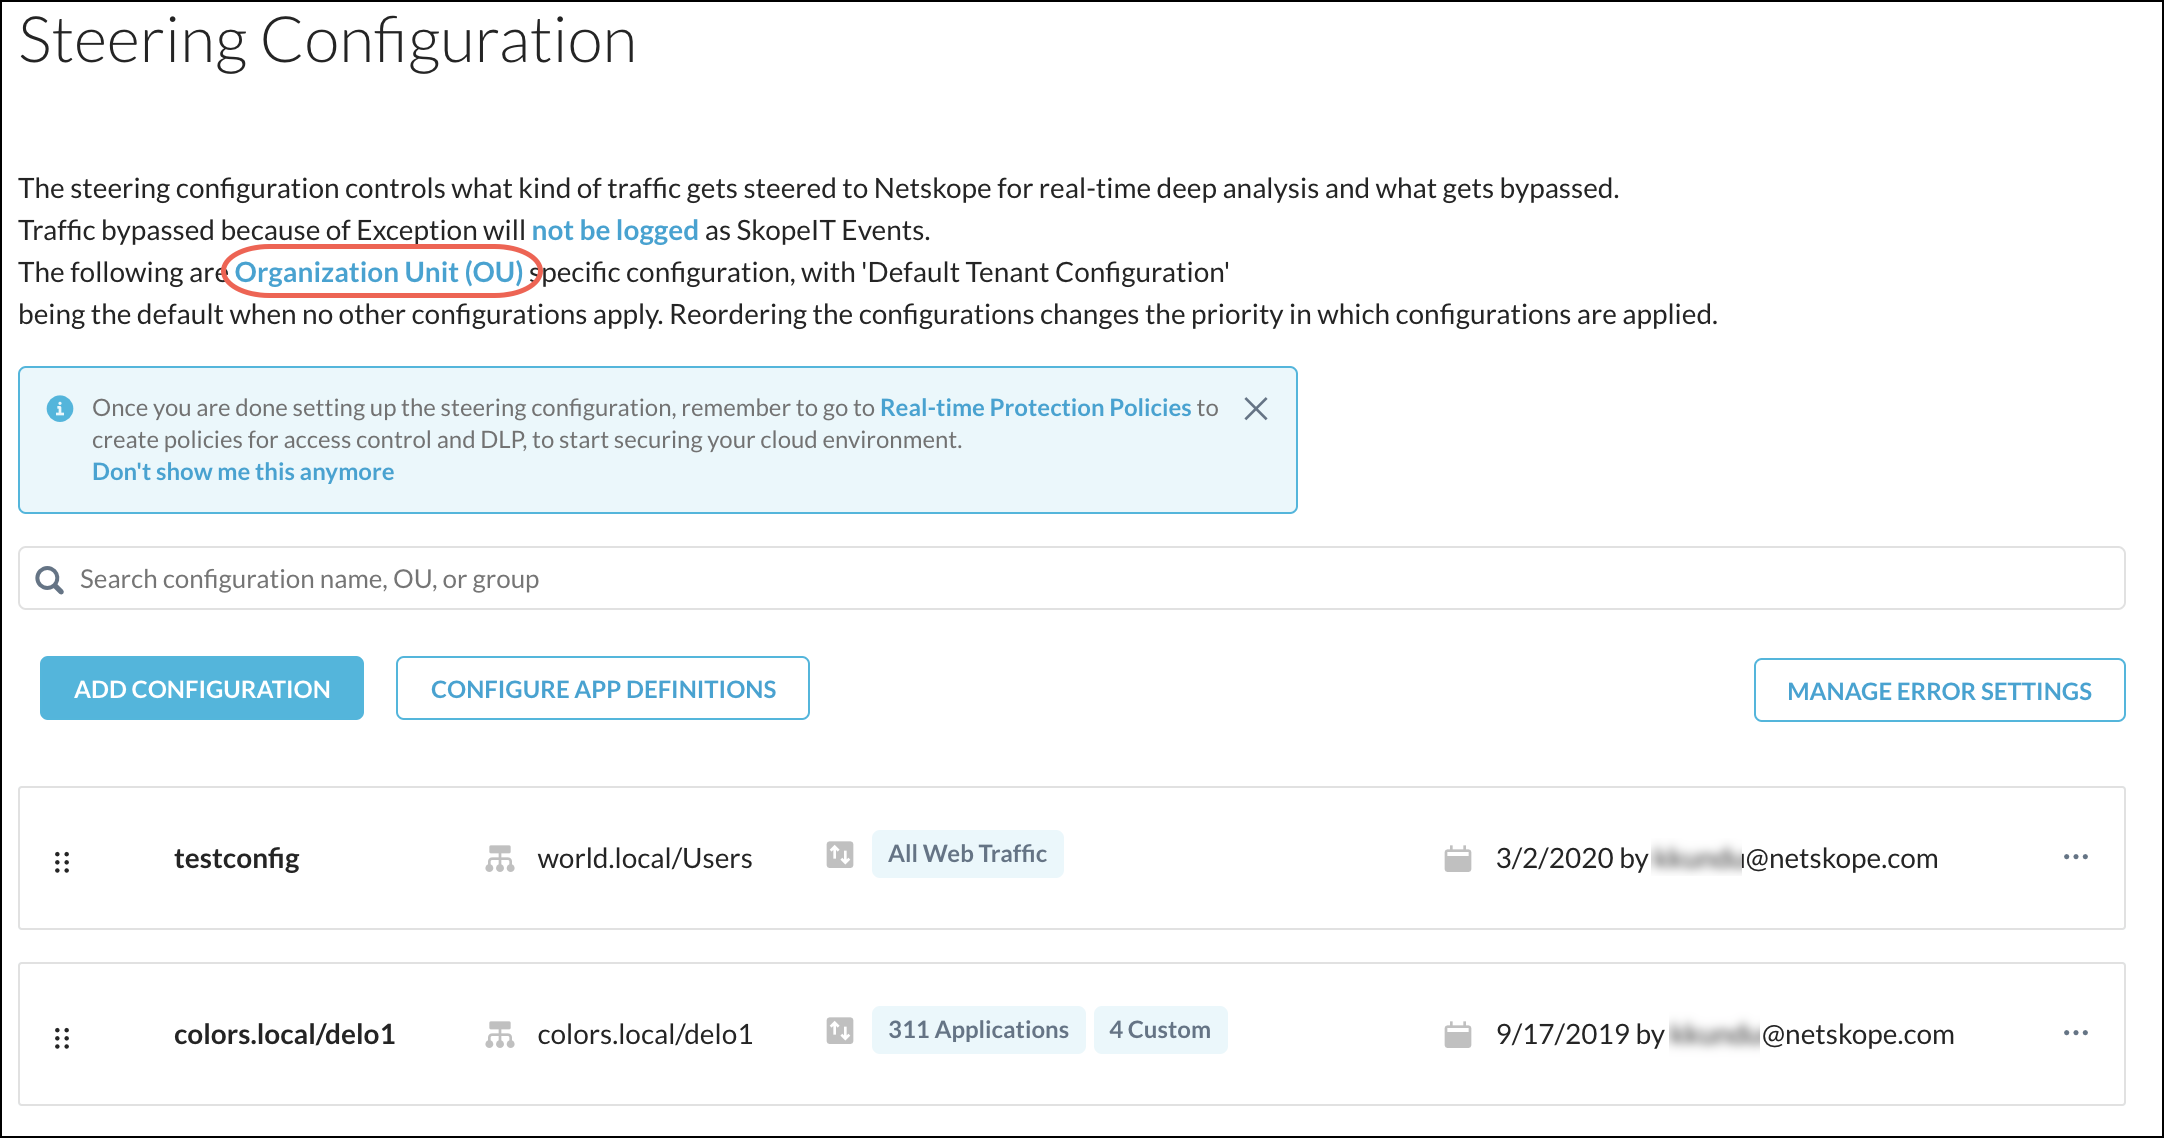 Steering Configuration
The steering configuration controls what kind of traffic gets steered to Netskope for real-time deep analysis and what gets bypassed.
Traffic bypassed because of Exception will not be logged as SkopeIT Events.
The following are Organization Unit (OU) specific configuration, with 'Default Tenant Configuration'
being the default when no other configurations apply. Reordering the configurations changes the priority in which configurations are applied.
Once you are done setting up the steering configuration, remember to go to Real-time Protection Policies to
create policies for access control and DLP, to start securing your cloud environment.
Don't show me this anymore
Search configuration name, OU, or group
ADD CONFIGURATION CONFIGURE APP DEFINITIONS MANAGE ERROR SETTINGS
testconfig world.local/Users All Web Traffic 3/2/2020 by @netskope.com
colors.local/delo1 colors.local/delo1 311 Applications 4 Custom 9/17/2019 by @netskope.com